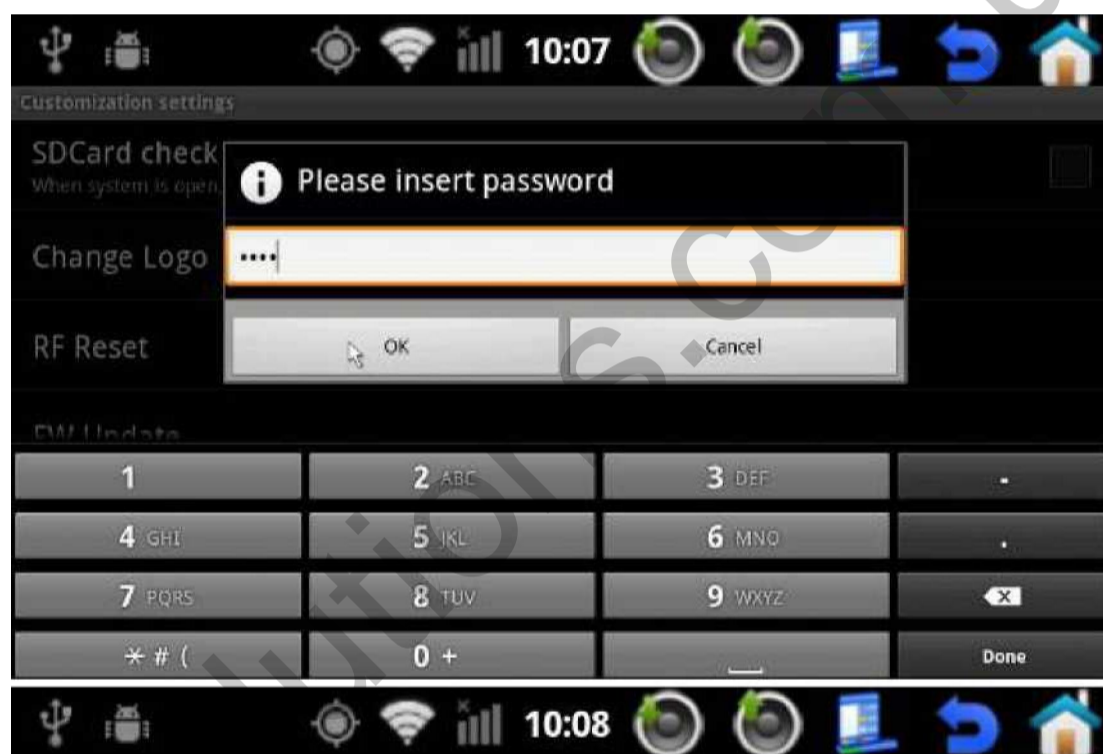 10:07
Customization settings
SDCard check
When system is open,
Please insert password
Change Logo
....
RF Reset
OK
Cancel
FW Update
1
2 ABC
3 DEF
-
4 GHI
5 JKL
6 MNO
.
7 PQRS
8 TUV
9 WXYZ
* # (
0 +
Done
10:08